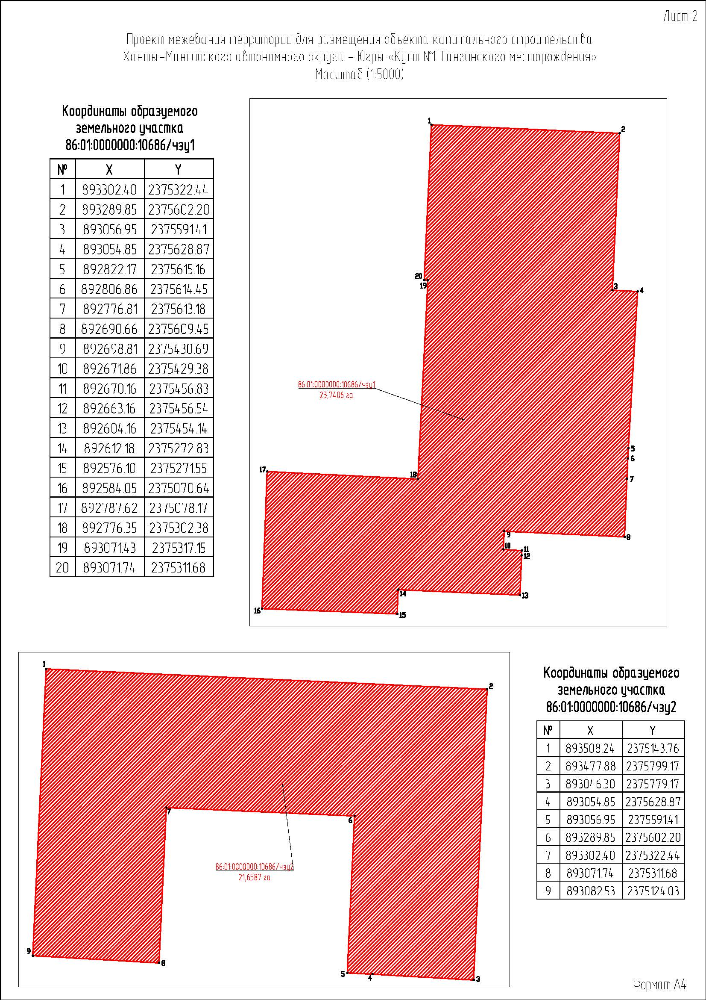 Лист 2
Проект межевания территории для размещения объекта капитального строительства
Ханты-Мансийского автономного округа - Югры «Куст №1 Тангинского месторождения»
Масштаб (1:5000)
Координаты образуемого
земельного участка
86:01:0000000:10686/чзу1
№ X Y
1 893302.40 2375322.44
2 893289.85 2375602.20
3 893056.95 2375591.41
4 893054.85 2375628.87
5 892822.17 2375615.16
6 892806.86 2375614.45
7 892776.81 2375613.18
8 892690.66 2375609.45
9 892698.81 2375430.69
10 892671.86 2375429.38
11 892670.16 2375456.83
12 892663.16 2375456.54
13 892604.16 2375454.14
14 892612.18 2375272.83
15 892576.10 2375271.55
16 892584.05 2375070.64
17 892787.62 2375078.17
18 892776.35 2375302.38
19 893071.43 2375317.15
20 893071.74 2375311.68
1
2
20
19
3
4
86:01:0000000:10686/чзу1
23,7406 га
5
6
17
18
7
9
8
10
11
12
14
13
16
15
1
2
7
6
86:01:0000000:10686/чзу2
21,6587 га
9
8
5
4
3
Координаты образуемого
земельного участка
86:01:0000000:10686/чзу2
№ X Y
1 893508.24 2375143.76
2 893477.88 2375799.17
3 893046.30 2375779.17
4 893054.85 2375628.87
5 893056.95 2375591.41
6 893289.85 2375602.20
7 893302.40 2375322.44
8 893071.74 2375311.68
9 893082.53 2375124.03
Формат А4